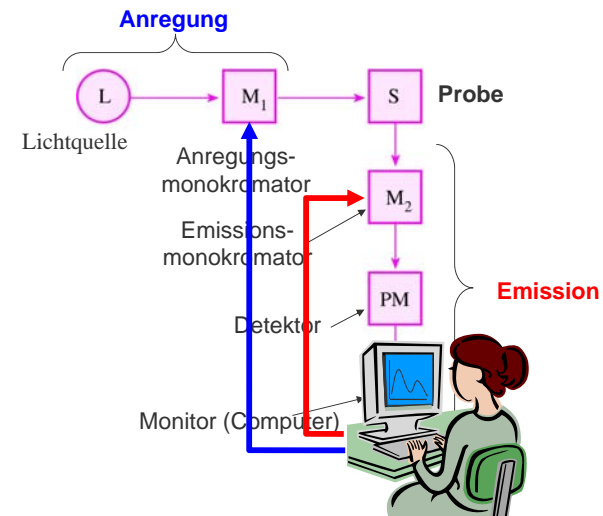 Anregung
L
M1
S
Probe
Lichtquelle
Anregungs-
monokromator
M2
Emissions-
monokromator
PM
Emission
Detektor
Monitor (Computer)